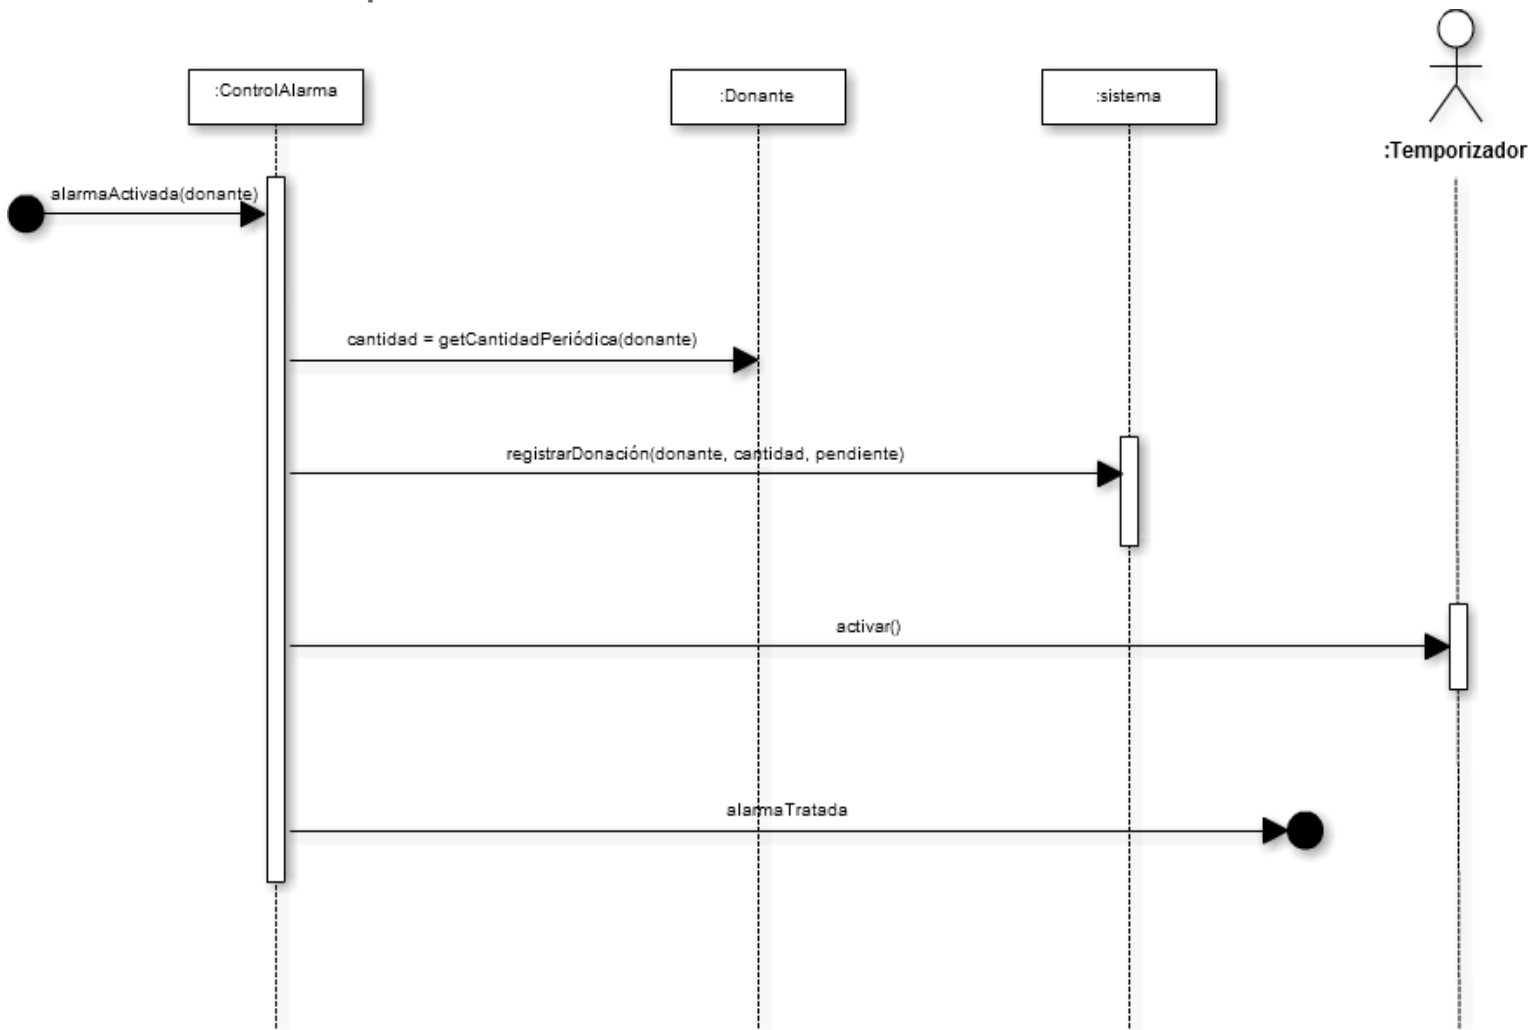 :ControlAlarma
:Donante
:sistema
:Temporizador
alarmaActivada(donante)
cantidad = getCantidadPeriódica(donante)
registrarDonación(donante, cantidad, pendiente)
activar()
alarmaTratada